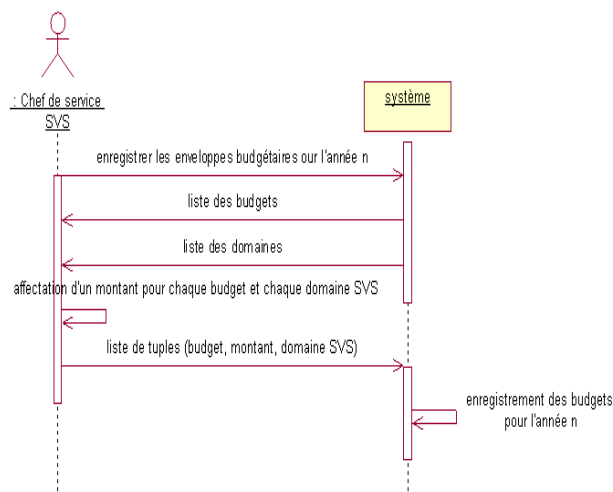 : Chef de service
SVS
système
enregistrer les enveloppes budgétaires our l'année n
liste des budgets
liste des domaines
affectation d'un montant pour chaque budget et chaque domaine SVS
liste de tuples (budget, montant, domaine SVS)
enregistrement des budgets
pour l'année n